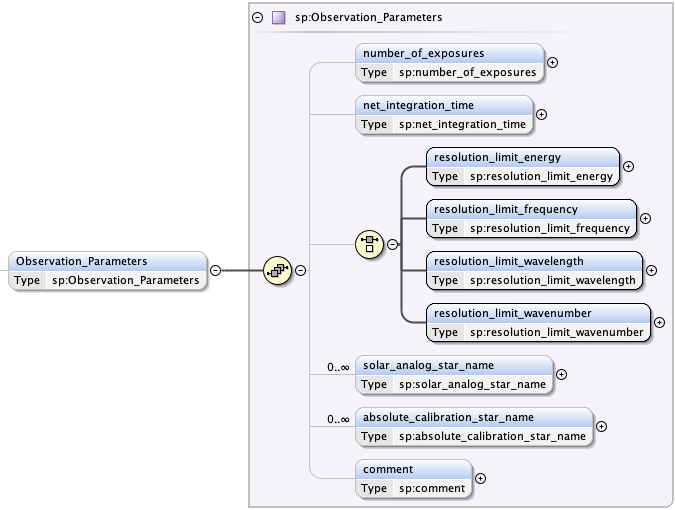 sp:Observation_Parameters
number_of_exposures
Type sp:number_of_exposures
net_integration_time
Type sp:net_integration_time
resolution_limit_energy
Type sp:resolution_limit_energy
resolution_limit_frequency
Type sp:resolution_limit_frequency
Observation_Parameters
Type sp:Observation_Parameters
resolution_limit_wavelength
Type sp:resolution_limit_wavelength
resolution_limit_wavenumber
Type sp:resolution_limit_wavenumber
0..∞
solar_analog_star_name
Type sp:solar_analog_star_name
0..∞
absolute_calibration_star_name
Type sp:absolute_calibration_star_name
comment
Type sp:comment